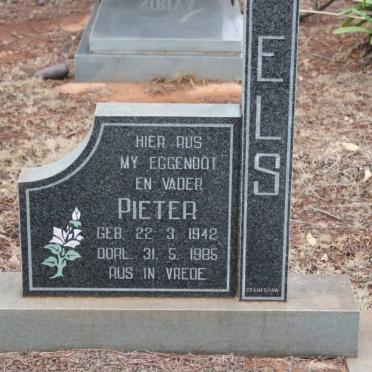 HIER RUS
MY EGGENOOT
EN VADER
PIETER
GEB. 22. 3. 1942
OORL. 31. 5. 1985
RUS IN VREDE
ELS